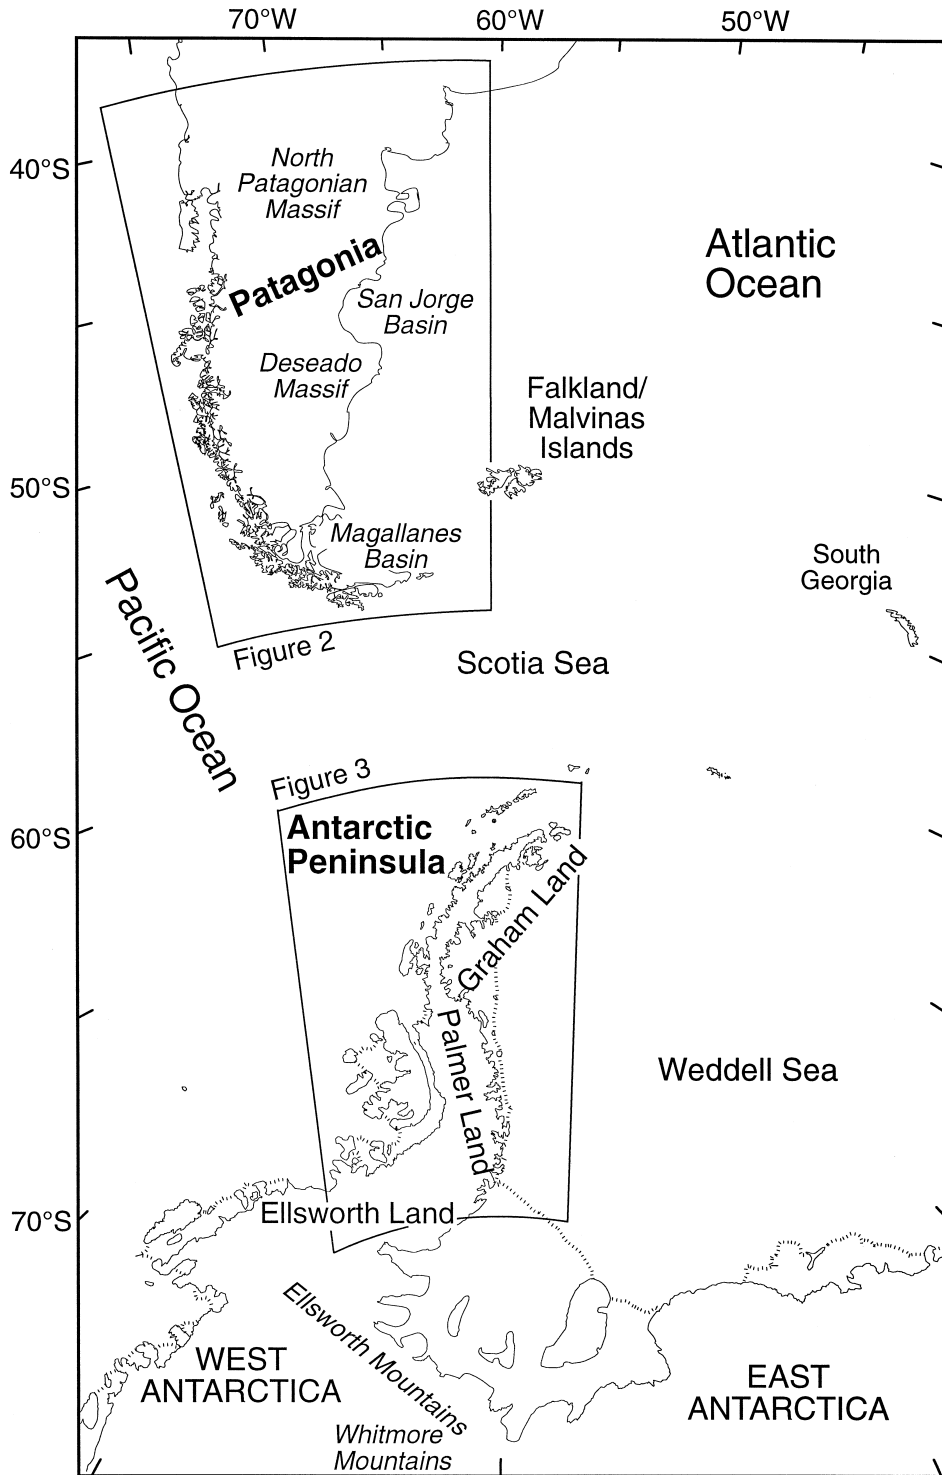 70°W 60°W 50°W
40°S
North
Patagonian
Massif
Patagonia
Atlantic
Ocean
San Jorge
Basin
Deseado
Massif
Falkland/
Malvinas
Islands
50°S
Magallanes
Basin
South
Georgia
Pacific Ocean
Figure 2
Scotia Sea
Figure 3
Antarctic
Peninsula
60°S
Graham Land
Palmer Land
Weddell Sea
70°S
Ellsworth Land
Ellsworth Mountains
WEST
ANTARCTICA
EAST
ANTARCTICA
Whitmore
Mountains